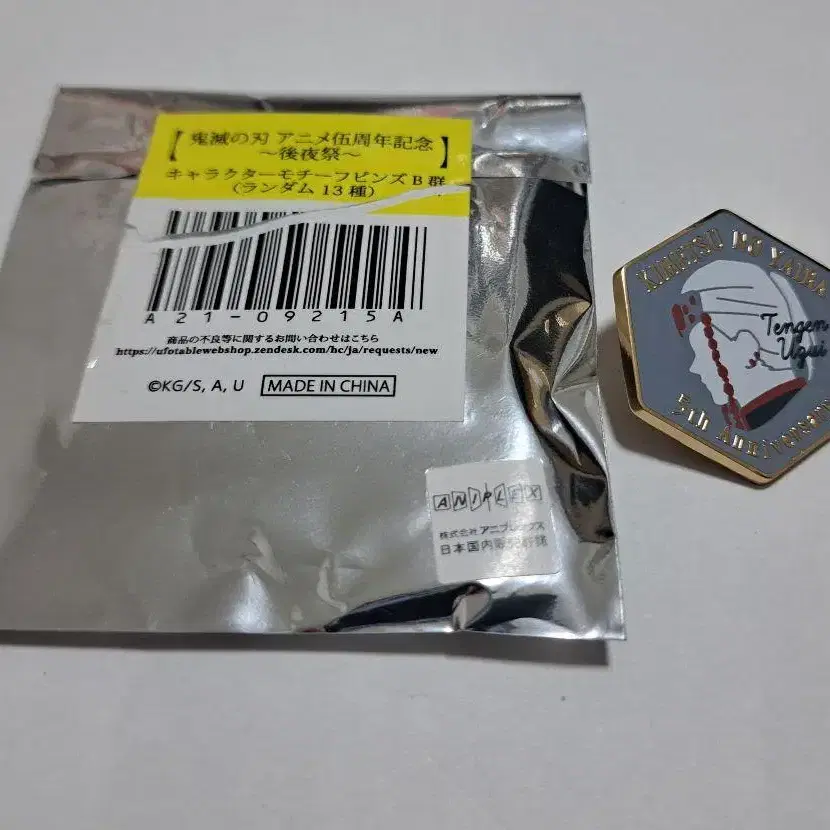 【鬼滅の刃 アニメ伍周年記念
～後夜祭～】
キャラクターモチーフピンズ B 群
（ランダム 13 種）
A21-09215A
商品の不良等に関するお問い合わせはこちら
https://ufotablewebshop.zendesk.com/hc/ja/requests/new
©KG/S, A, U MADE IN CHINA
ANIPLEX
株式会社アニプレックス
日本国内販売許諾
KIMETSU NO YAIBA
Tengen
Uzui
5th Anniversary